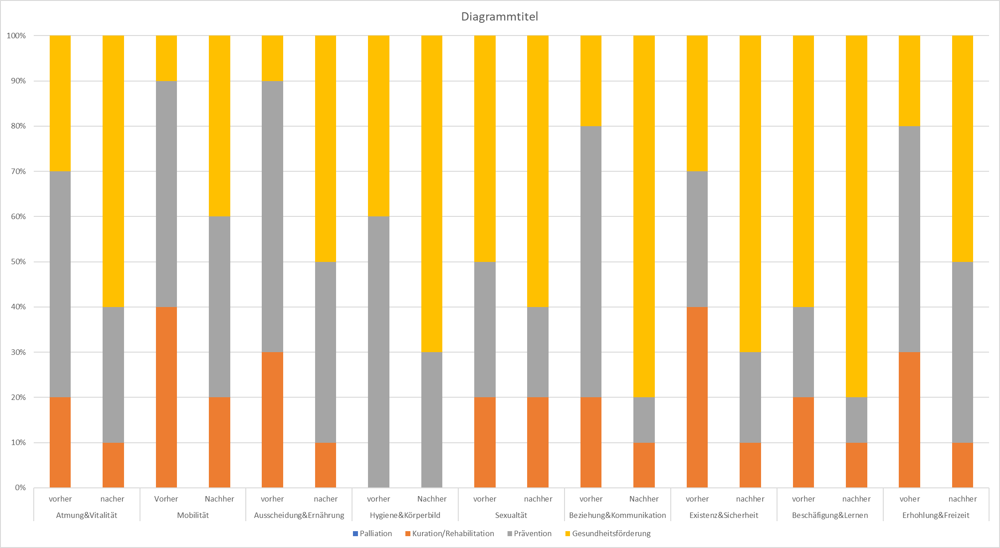 Diagrammtitel
100%
90%
80%
70%
60%
50%
40%
30%
20%
10%
0%
vorher nacher Vorher Nachher vorher nacher vorher Nachher vorher nachher vorher Nachher vorher nachher vorher nachher voher nachher
Atmung&Vitalität Mobilität Ausscheidung&Ernährung Hygiene&Körperbild Sexualtät Beziehung&Kommunikation Existenz&Sicherheit Beschäfigung&Lernen Erhohlung&Freizeit
Palliation Kuration/Rehabilitation Prävention Gesundheitsförderung